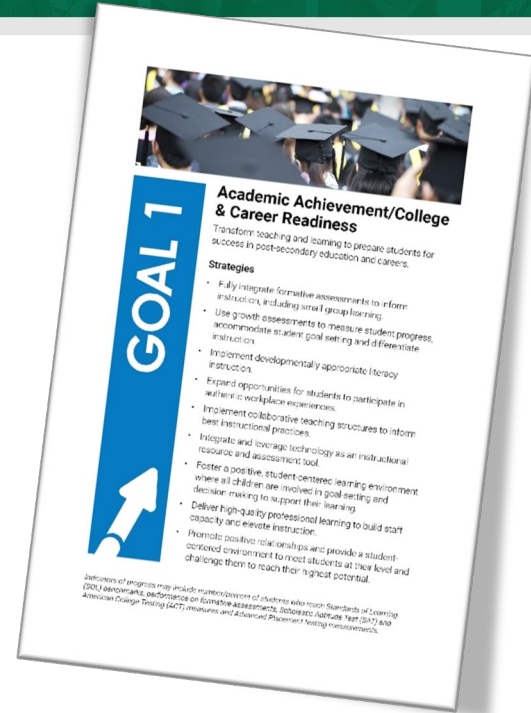 GOAL 1
Academic Achievement/College
& Career Readiness
Transform teaching and learning to prepare students for
success in post-secondary education and careers.
Strategies
• Fully integrate formative assessments to inform
instruction, including small group learning.
• Use growth assessments to measure student progress,
accommodate student goal setting and differentiate
instruction.
• Implement developmentally appropriate literacy
instruction.
• Expand opportunities for students to participate in
authentic workplace experiences.
• Implement collaborative teaching structures to inform
best instructional practices.
• Integrate and leverage technology as an instructional
resource and assessment tool.
• Foster a positive, student-centered learning environment
where all children are involved in goal-setting and
decision making to support their learning.
• Deliver high-quality professional learning to build staff
capacity and elevate instruction.
• Promote positive relationships and provide a student-
centered environment to meet students at their level and
challenge them to reach their highest potential.
Indicators of progress may include number/percent of students who reach Standards of Learning
(SOL) benchmarks, performance on formative assessments, Scholastic Aptitude Test (SAT) and
American College Testing (ACT) measures and Advanced Placement testing measurements.